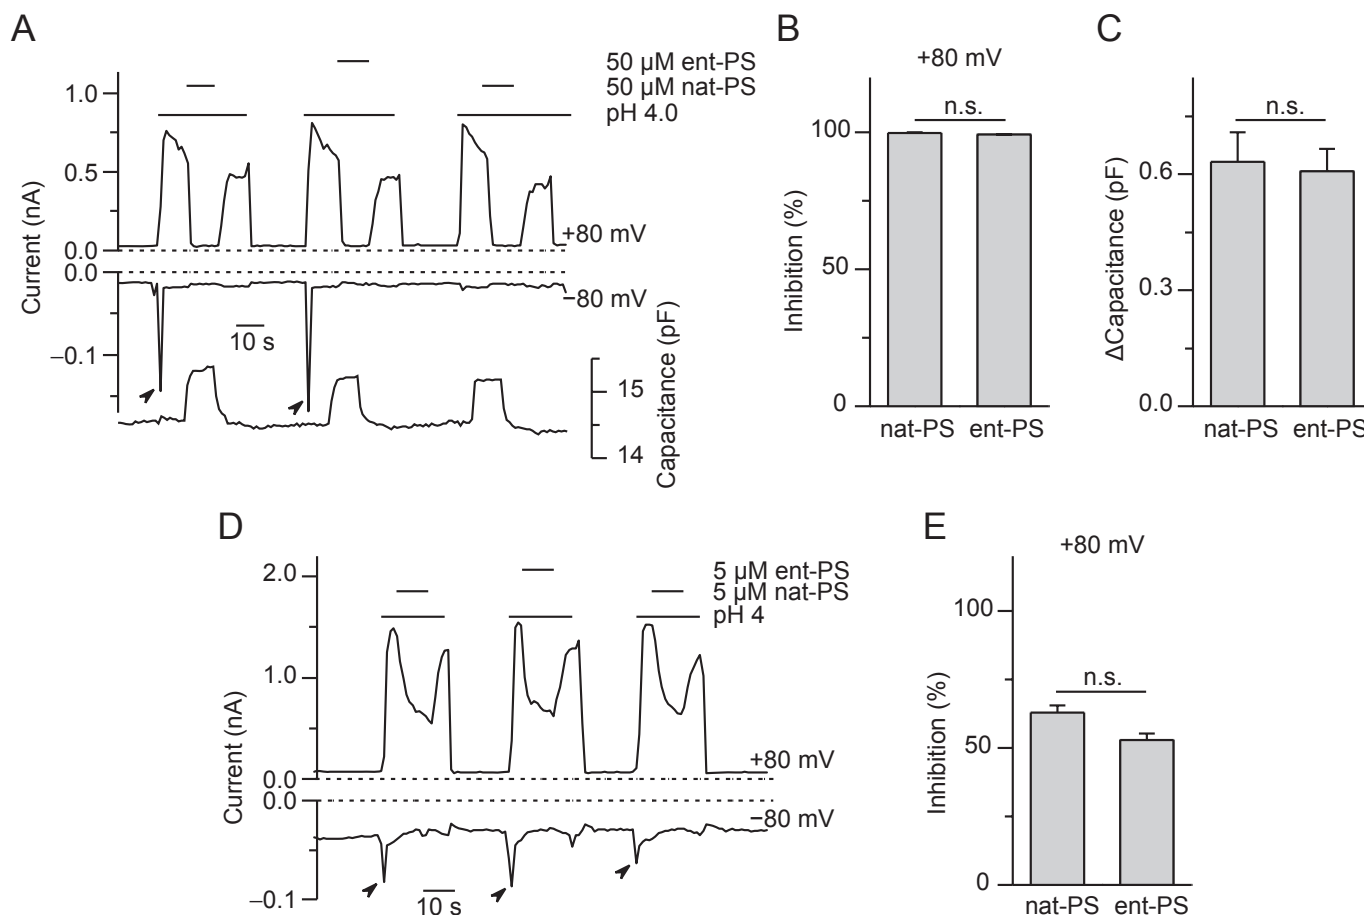 A
50 µM ent-PS
50 µM nat-PS
pH 4.0
1.0
0.5
0.0
+80 mV
0.0
−80 mV
−0.1
Current (nA)
10 s
15
14
Capacitance (pF)
B
+80 mV
n.s.
100
50
0
Inhibition (%)
nat-PS ent-PS
C
n.s.
0.6
0.3
0.0
ΔCapacitance (pF)
nat-PS ent-PS
D
5 µM ent-PS
5 µM nat-PS
pH 4
2.0
1.0
0.0
+80 mV
0.0
−80 mV
−0.1
Current (nA)
10 s
E
+80 mV
n.s.
100
50
0
Inhibition (%)
nat-PS ent-PS